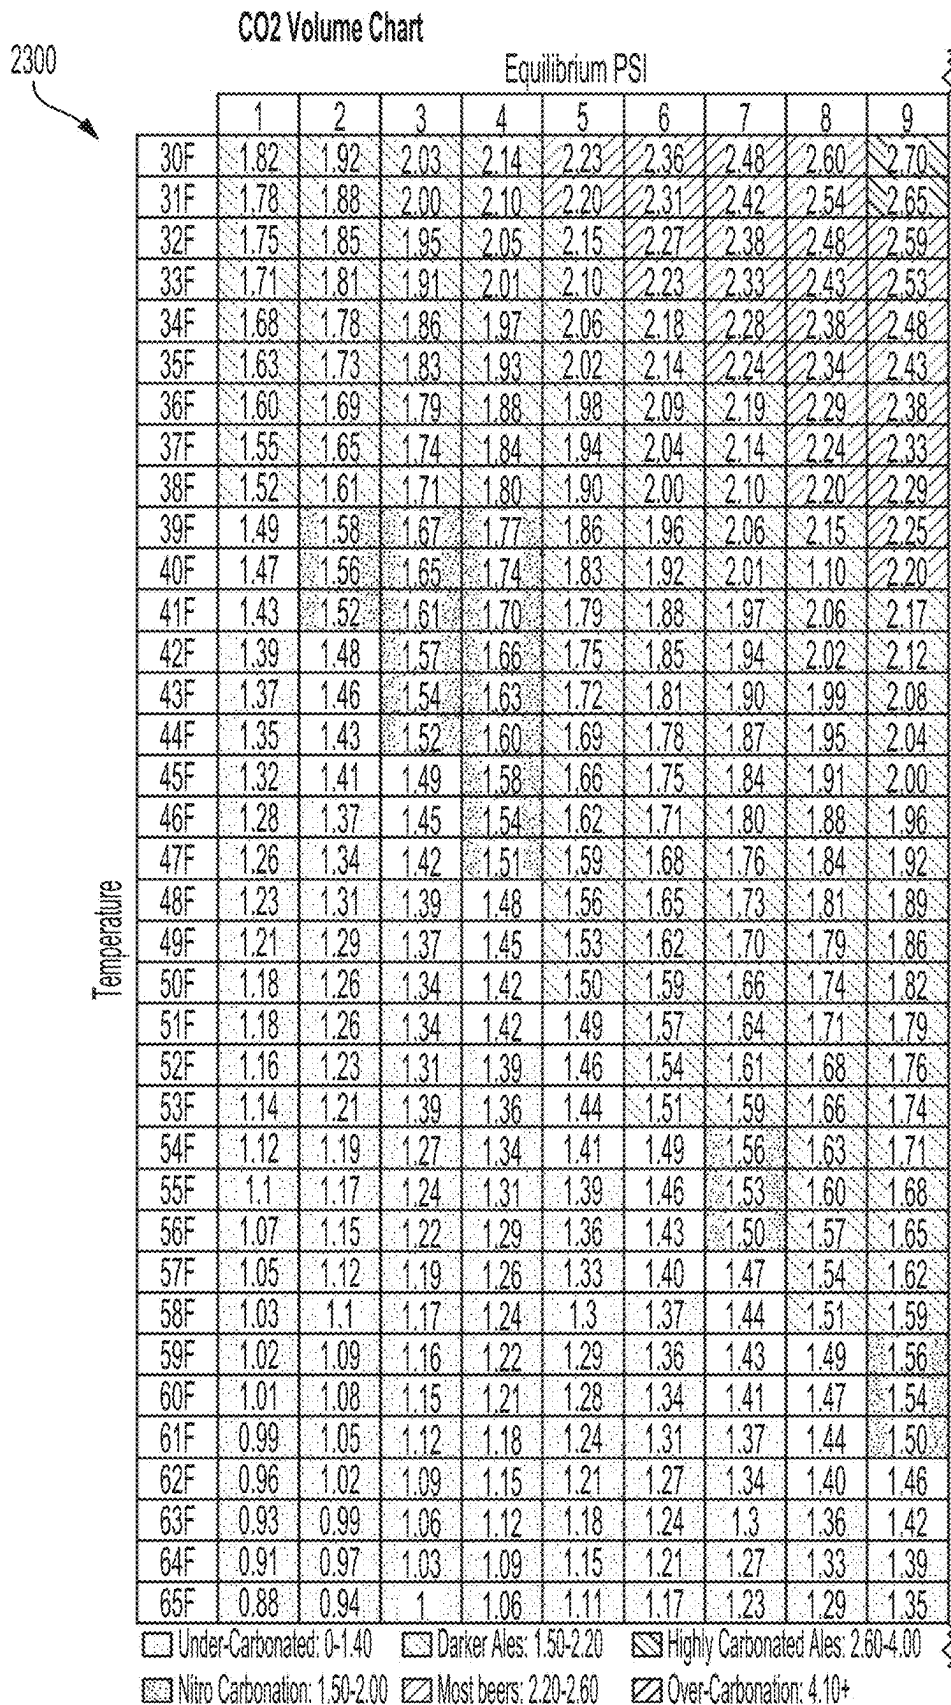 CO2 Volume Chart
2300
Equilibrium PSI
1 2 3 4 5 6 7 8 9
30F 1.82 1.92 2.03 2.14 2.23 2.36 2.48 2.60 2.70
31F 1.78 1.88 2.00 2.10 2.20 2.31 2.42 2.54 2.65
32F 1.75 1.85 1.95 2.05 2.15 2.27 2.38 2.48 2.59
33F 1.71 1.81 1.91 2.01 2.10 2.23 2.33 2.43 2.53
34F 1.68 1.78 1.86 1.97 2.06 2.18 2.28 2.38 2.48
35F 1.63 1.73 1.83 1.93 2.02 2.14 2.24 2.34 2.43
36F 1.60 1.69 1.79 1.88 1.98 2.09 2.19 2.29 2.38
37F 1.55 1.65 1.74 1.84 1.94 2.04 2.14 2.24 2.33
38F 1.52 1.61 1.71 1.80 1.90 2.00 2.10 2.20 2.29
39F 1.49 1.58 1.67 1.77 1.86 1.96 2.06 2.15 2.25
40F 1.47 1.56 1.65 1.74 1.83 1.92 2.01 1.10 2.20
41F 1.43 1.52 1.61 1.70 1.79 1.88 1.97 2.06 2.17
42F 1.39 1.48 1.57 1.66 1.75 1.85 1.94 2.02 2.12
43F 1.37 1.46 1.54 1.63 1.72 1.81 1.90 1.99 2.08
44F 1.35 1.43 1.52 1.60 1.69 1.78 1.87 1.95 2.04
45F 1.32 1.41 1.49 1.58 1.66 1.75 1.84 1.91 2.00
46F 1.28 1.37 1.45 1.54 1.62 1.71 1.80 1.88 1.96
47F 1.26 1.34 1.42 1.51 1.59 1.68 1.76 1.84 1.92
48F 1.23 1.31 1.39 1.48 1.56 1.65 1.73 1.81 1.89
49F 1.21 1.29 1.37 1.45 1.53 1.62 1.70 1.79 1.86
50F 1.18 1.26 1.34 1.42 1.50 1.59 1.66 1.74 1.82
51F 1.18 1.26 1.34 1.42 1.49 1.57 1.64 1.71 1.79
52F 1.16 1.23 1.31 1.39 1.46 1.54 1.61 1.68 1.76
53F 1.14 1.21 1.39 1.36 1.44 1.51 1.59 1.66 1.74
54F 1.12 1.19 1.27 1.34 1.41 1.49 1.56 1.63 1.71
55F 1.1 1.17 1.24 1.31 1.39 1.46 1.53 1.60 1.68
56F 1.07 1.15 1.22 1.29 1.36 1.43 1.50 1.57 1.65
57F 1.05 1.12 1.19 1.26 1.33 1.40 1.47 1.54 1.62
58F 1.03 1.1 1.17 1.24 1.3 1.37 1.44 1.51 1.59
59F 1.02 1.09 1.16 1.22 1.29 1.36 1.43 1.49 1.56
60F 1.01 1.08 1.15 1.21 1.28 1.34 1.41 1.47 1.54
61F 0.99 1.05 1.12 1.18 1.24 1.31 1.37 1.44 1.50
62F 0.96 1.02 1.09 1.15 1.21 1.27 1.34 1.40 1.46
63F 0.93 0.99 1.06 1.12 1.18 1.24 1.3 1.36 1.42
64F 0.91 0.97 1.03 1.09 1.15 1.21 1.27 1.33 1.39
65F 0.88 0.94 1 1.06 1.11 1.17 1.23 1.29 1.35
Temperature
Under-Carbonated: 0-1.40 Darker Ales: 1.50-2.20 Highly Carbonated Ales: 2.60-4.00
Nitro Carbonation: 1.50-2.00 Most beers: 2.20-2.60 Over-Carbonation: 4.10+